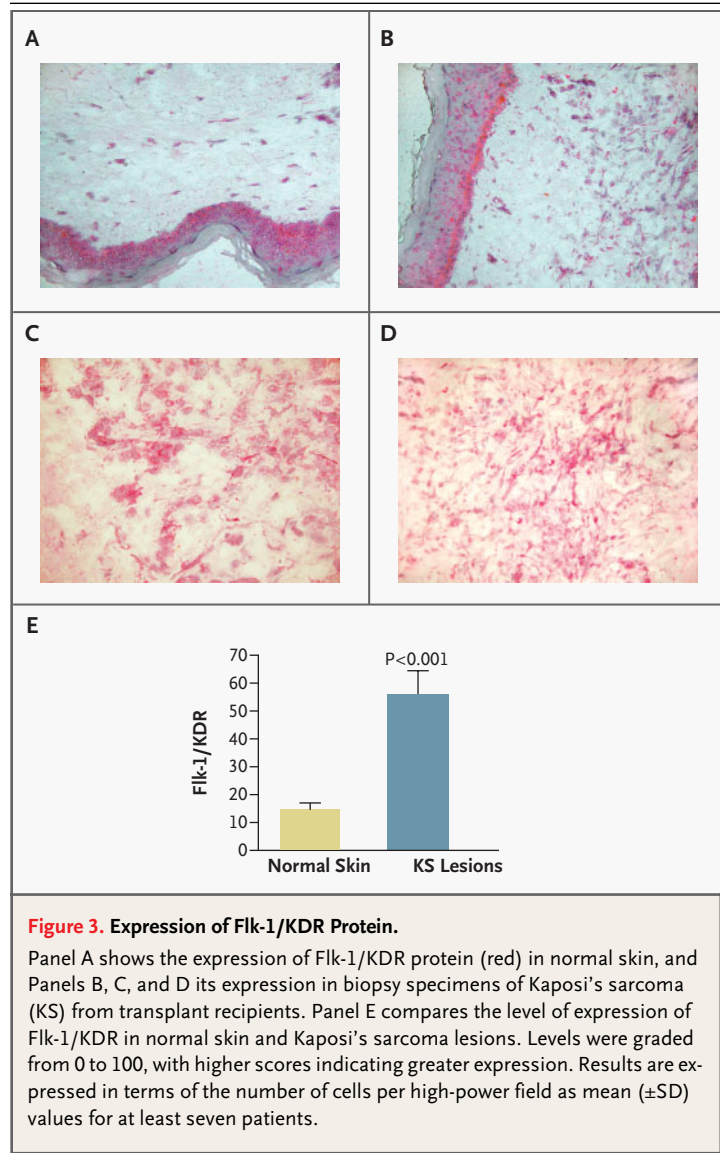 A
B
C
D
E
70
60
50
40
30
20
10
0
Flk-1/KDR
P<0.001
Normal Skin
KS Lesions
Figure 3. Expression of Flk-1/KDR Protein.
Panel A shows the expression of Flk-1/KDR protein (red) in normal skin, and
Panels B, C, and D its expression in biopsy specimens of Kaposi's sarcoma
(KS) from transplant recipients. Panel E compares the level of expression of
Flk-1/KDR in normal skin and Kaposi's sarcoma lesions. Levels were graded
from 0 to 100, with higher scores indicating greater expression. Results are ex-
pressed in terms of the number of cells per high-power field as mean (±SD)
values for at least seven patients.